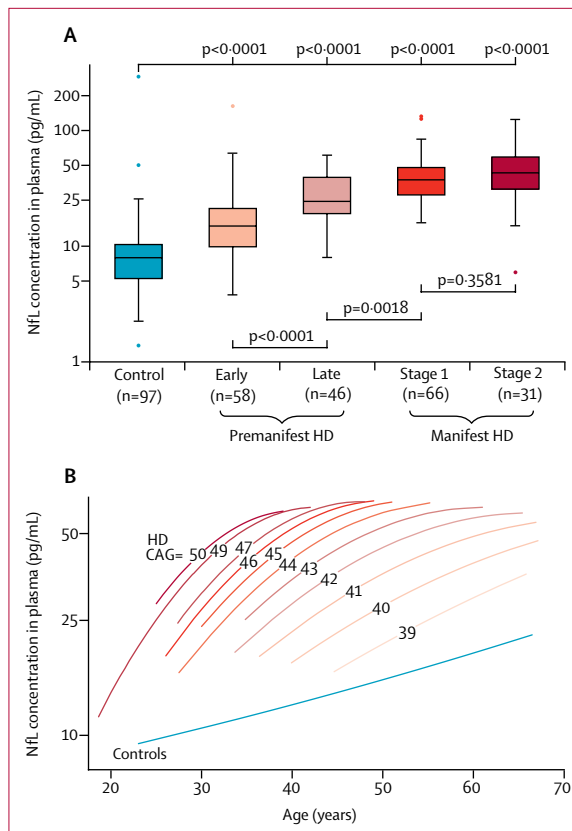 A
p<0·0001 p<0·0001 p<0·0001 p<0·0001
NfL concentration in plasma (pg/mL)
200
100
50
25
10
5
1
p=0·3581
p=0·0018
p<0·0001
Control Early Late Stage 1 Stage 2
(n=97) (n=58) (n=46) (n=66) (n=31)
Premanifest HD Manifest HD
B
NfL concentration in plasma (pg/mL)
50
25
10
HD
CAG= 50 49 47 46 45 44 43 42 41 40 39
Controls
20 30 40 50 60 70
Age (years)